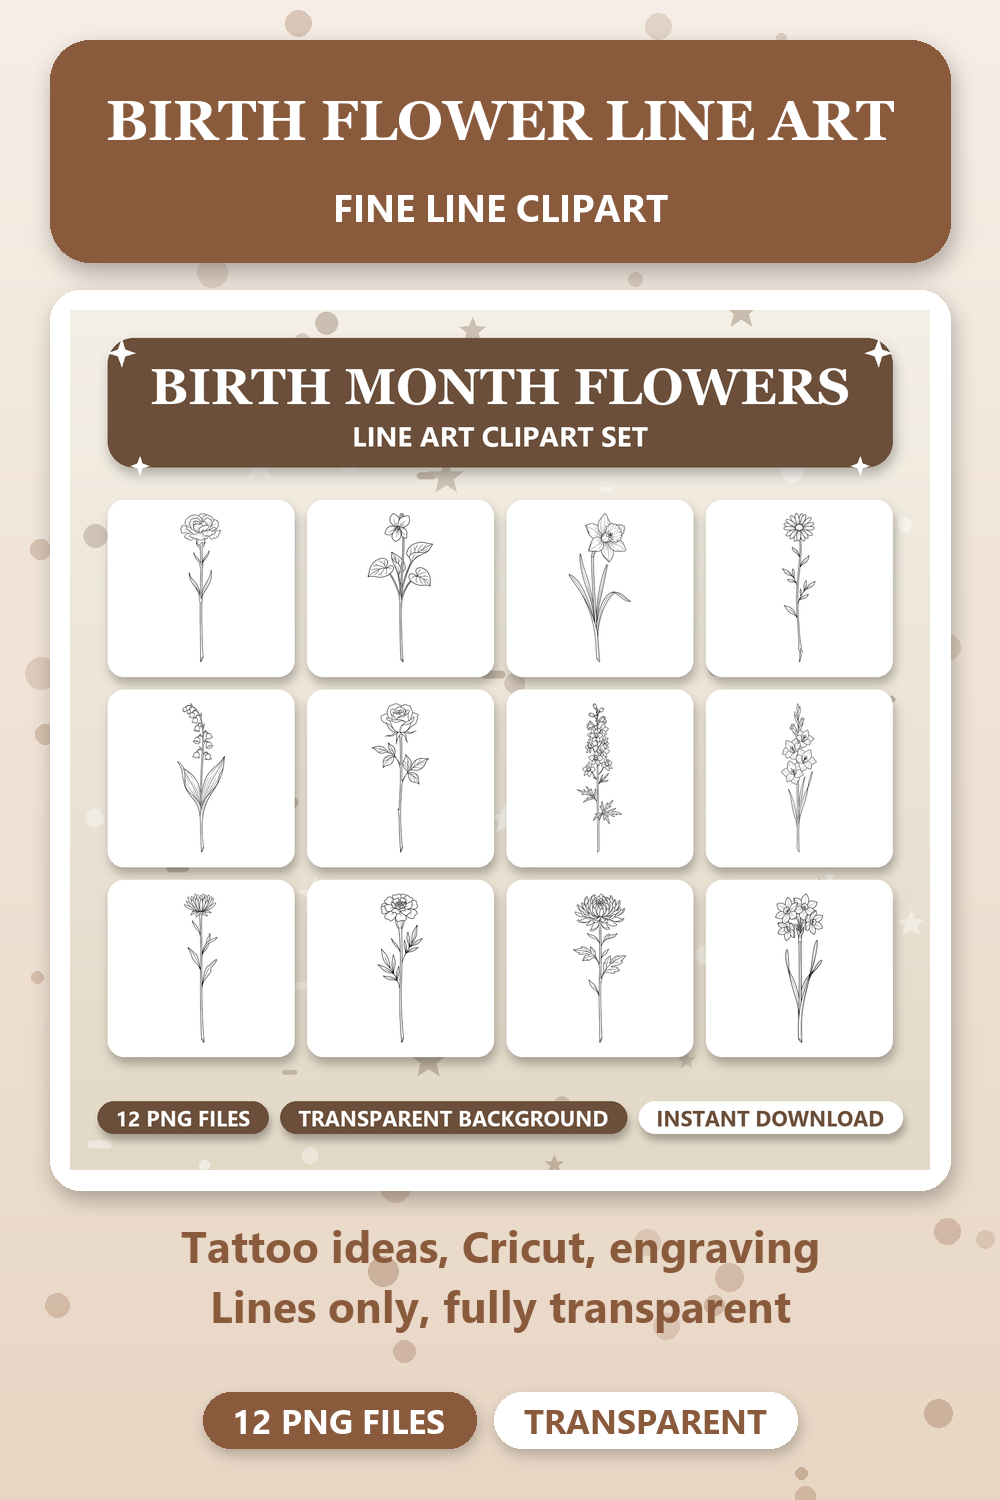 BIRTH FLOWER LINE ART
FINE LINE CLIPART
BIRTH MONTH FLOWERS
LINE ART CLIPART SET
12 PNG FILES
TRANSPARENT BACKGROUND
INSTANT DOWNLOAD
Tattoo ideas, Cricut, engraving
Lines only, fully transparent
12 PNG FILES
TRANSPARENT